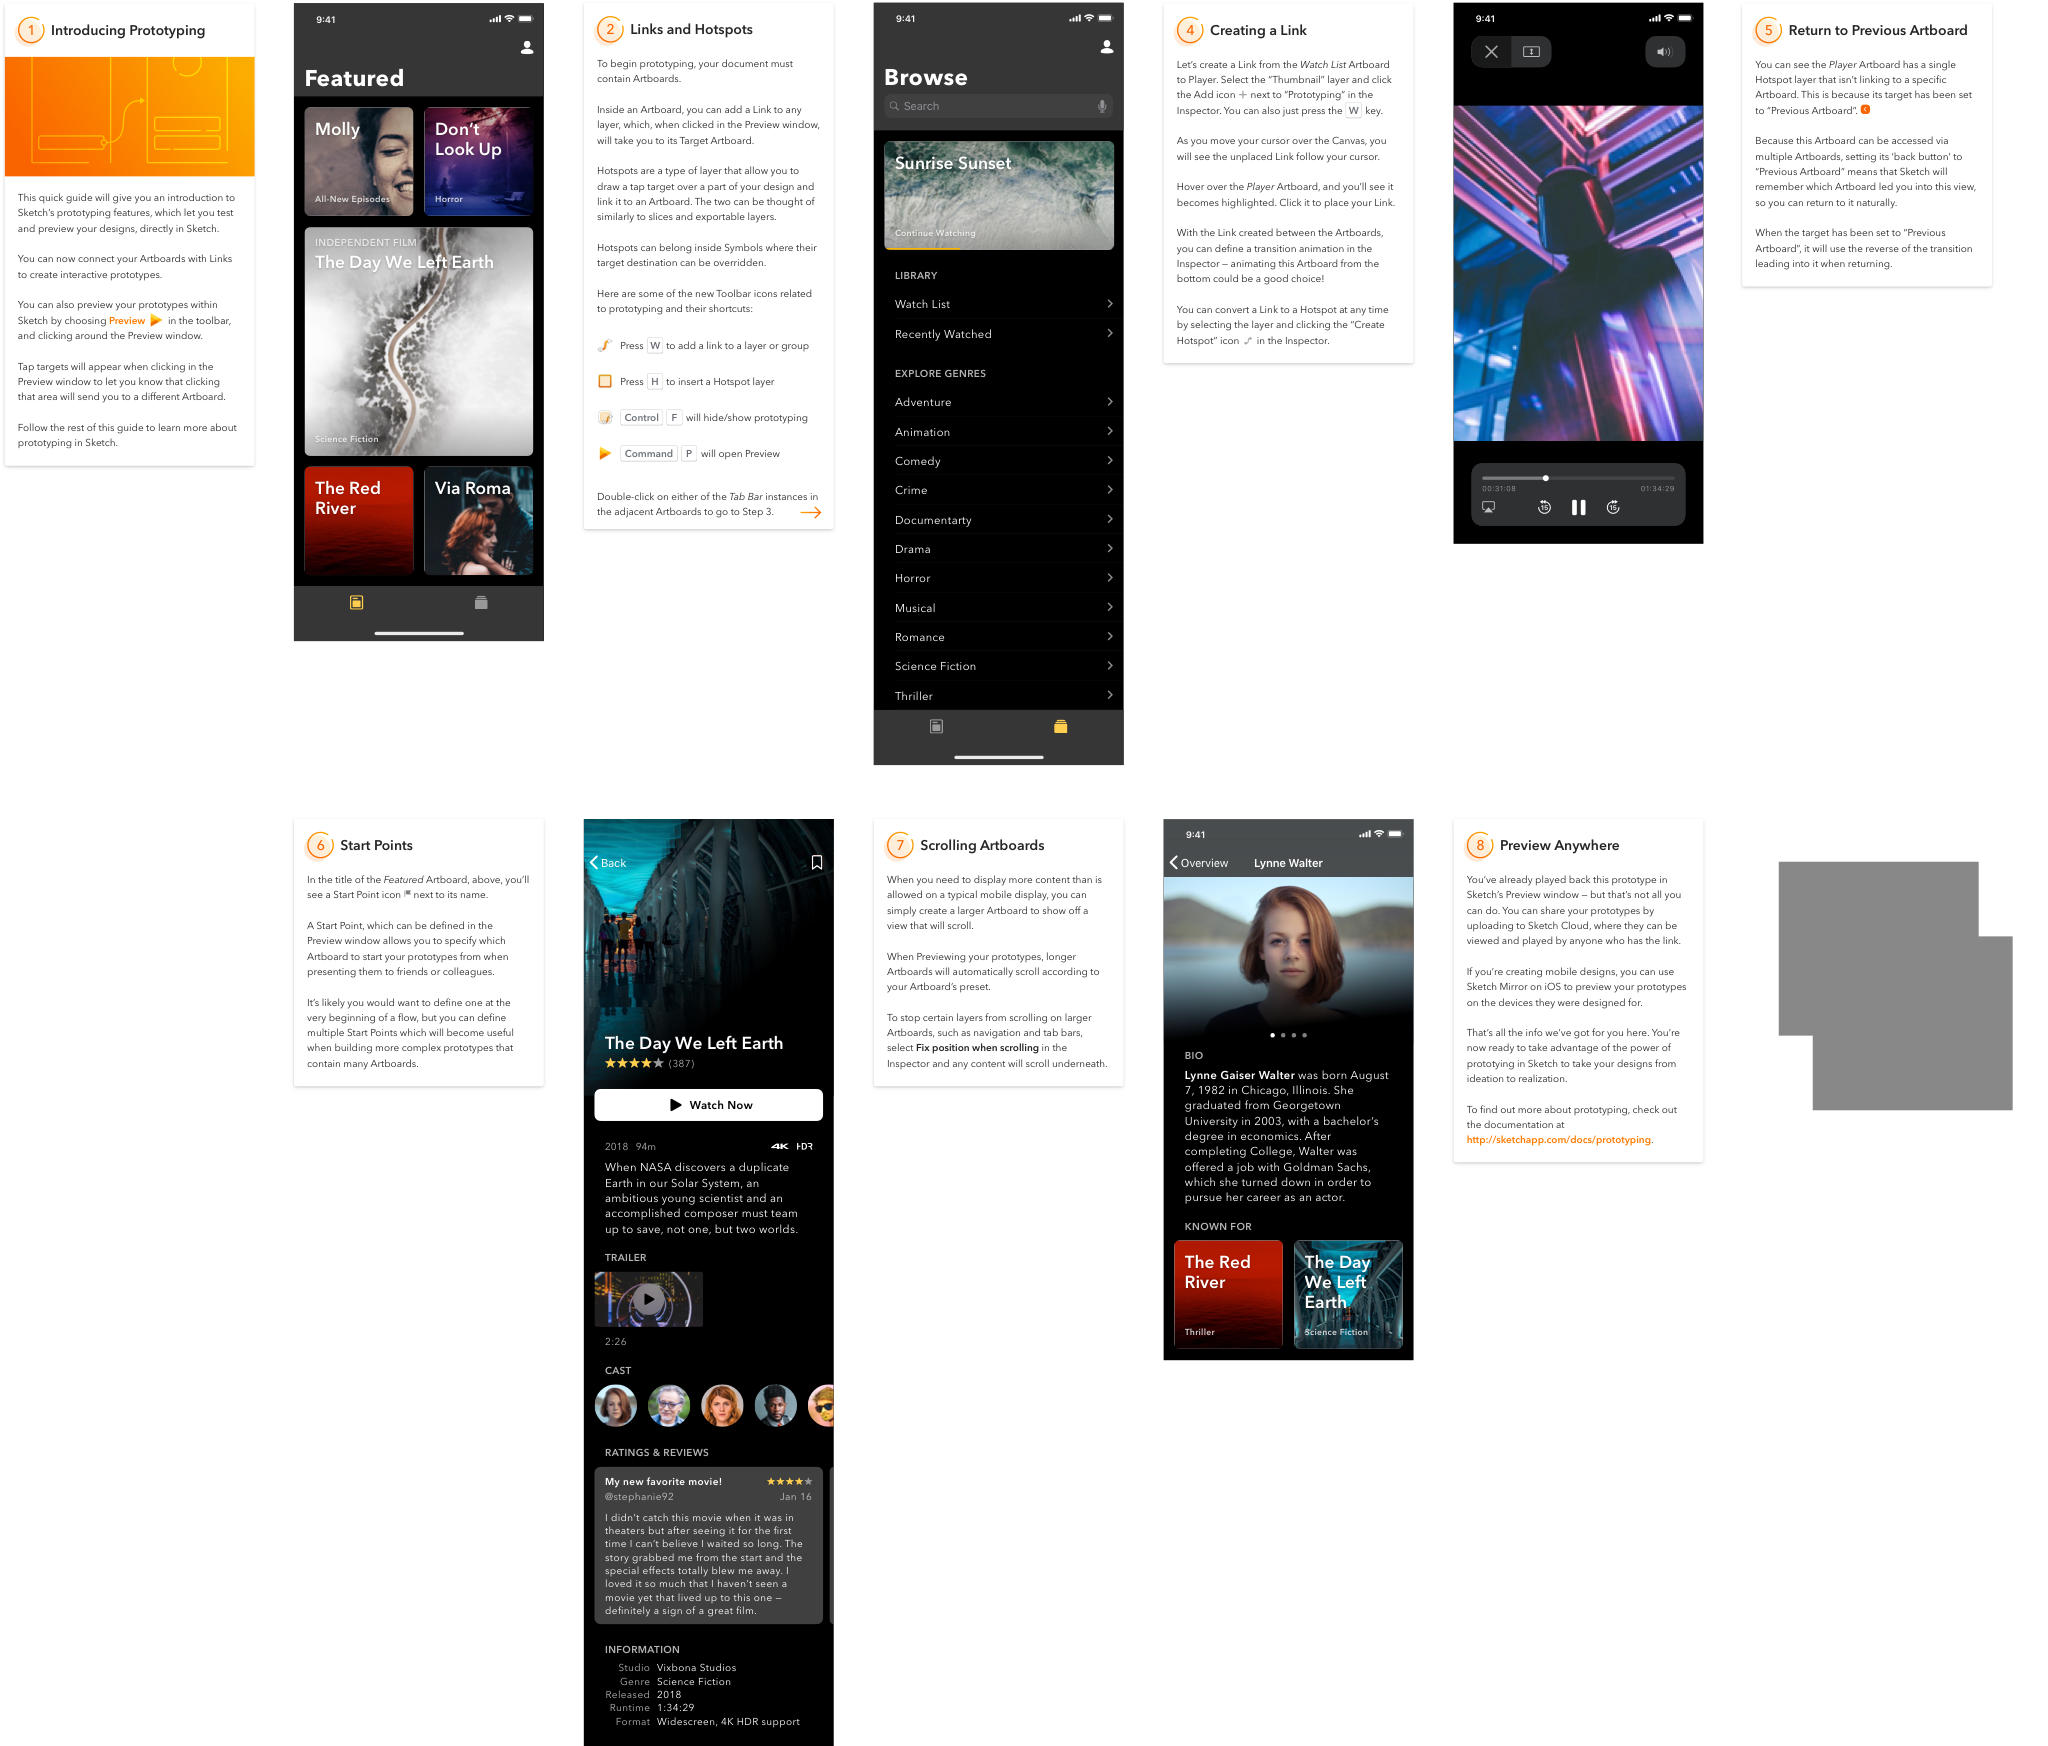 1 Introducing Prototyping
This quick guide will give you an introduction to
Sketch's prototyping features, which let you test
and preview your designs, directly in Sketch.
You can now connect your Artboards with Links
to create interactive prototypes.
You can also preview your prototypes within
Sketch by choosing Preview in the toolbar,
and clicking around the Preview window.
Tap targets will appear when clicking in the
Preview window to let you know that clicking
that area will send you to a different Artboard.
Follow the rest of this guide to learn more about
prototyping in Sketch.
9:41
Featured
Molly
All-New Episodes
Don't
Look Up
Horror
INDEPENDENT FILM
The Day We Left Earth
Science Fiction
The Red
River
Via Roma
2 Links and Hotspots
To begin prototyping, your document must
contain Artboards.
Inside an Artboard, you can add a Link to any
layer, which, when clicked in the Preview window,
will take you to its Target Artboard.
Hotspots are a type of layer that allow you to
draw a tap target over a part of your design and
link it to an Artboard. The two can be thought of
similarly to slices and exportable layers.
Hotspots can belong inside Symbols where their
target destination can be overridden.
Here are some of the new Toolbar icons related
to prototyping and their shortcuts:
Press W to add a link to a layer or group
Press H to insert a Hotspot layer
Control F will hide/show prototyping
Command P will open Preview
Double-click on either of the Tab Bar instances in
the adjacent Artboards to go to Step 3.
9:41
Browse
Search
Sunrise Sunset
Continue Watching
LIBRARY
Watch List
Recently Watched
EXPLORE GENRES
Adventure
Animation
Comedy
Crime
Documentarty
Drama
Horror
Musical
Romance
Science Fiction
Thriller
4 Creating a Link
Let's create a Link from the Watch List Artboard
to Player. Select the "Thumbnail" layer and click
the Add icon + next to "Prototyping" in the
Inspector. You can also just press the W key.
As you move your cursor over the Canvas, you
will see the unplaced Link follow your cursor.
Hover over the Player Artboard, and you'll see it
becomes highlighted. Click it to place your Link.
With the Link created between the Artboards,
you can define a transition animation in the
Inspector – animating this Artboard from the
bottom could be a good choice!
You can convert a Link to a Hotspot at any time
by selecting the layer and clicking the "Create
Hotspot" icon in the Inspector.
9:41
00:31:08
01:34:29
15
15
5 Return to Previous Artboard
You can see the Player Artboard has a single
Hotspot layer that isn't linking to a specific
Artboard. This is because its target has been set
to "Previous Artboard".
Because this Artboard can be accessed via
multiple Artboards, setting its 'back button' to
"Previous Artboard" means that Sketch will
remember which Artboard led you into this view,
so you can return to it naturally.
When the target has been set to "Previous
Artboard", it will use the reverse of the transition
leading into it when returning.
6 Start Points
In the title of the Featured Artboard, above, you'll
see a Start Point icon next to its name.
A Start Point, which can be defined in the
Preview window allows you to specify which
Artboard to start your prototypes from when
presenting them to friends or colleagues.
It's likely you would want to define one at the
very beginning of a flow, but you can define
multiple Start Points which will become useful
when building more complex prototypes that
contain many Artboards.
Back
The Day We Left Earth
(387)
Watch Now
2018 94m
4K HDR
When NASA discovers a duplicate
Earth in our Solar System, an
ambitious young scientist and an
accomplished composer must team
up to save, not one, but two worlds.
TRAILER
2:26
CAST
RATINGS & REVIEWS
My new favorite movie!
@stephanie92
Jan 16
I didn't catch this movie when it was in
theaters but after seeing it for the first
time I can't believe I waited so long. The
story grabbed me from the start and the
special effects totally blew me away. I
loved it so much that I haven't seen a
movie yet that lived up to this one –
definitely a sign of a great film.
INFORMATION
Studio Vixbona Studios
Genre Science Fiction
Released 2018
Runtime 1:34:29
Format Widescreen, 4K HDR support
7 Scrolling Artboards
When you need to display more content than is
allowed on a typical mobile display, you can
simply create a larger Artboard to show off a
view that will scroll.
When Previewing your prototypes, longer
Artboards will automatically scroll according to
your Artboard's preset.
To stop certain layers from scrolling on larger
Artboards, such as navigation and tab bars,
select Fix position when scrolling in the
Inspector and any content will scroll underneath.
9:41
Overview
Lynne Walter
BIO
Lynne Gaiser Walter was born August
7, 1982 in Chicago, Illinois. She
graduated from Georgetown
University in 2003, with a bachelor's
degree in economics. After
completing College, Walter was
offered a job with Goldman Sachs,
which she turned down in order to
pursue her career as an actor.
KNOWN FOR
The Red
River
Thriller
The Day
We Left
Earth
Science Fiction
8 Preview Anywhere
You've already played back this prototype in
Sketch's Preview window – but that's not all you
can do. You can share your prototypes by
uploading to Sketch Cloud, where they can be
viewed and played by anyone who has the link.
If you're creating mobile designs, you can use
Sketch Mirror on iOS to preview your prototypes
on the devices they were designed for.
That's all the info we've got for you here. You're
now ready to take advantage of the power of
prototying in Sketch to take your designs from
ideation to realization.
To find out more about prototyping, check out
the documentation at
http://sketchapp.com/docs/prototyping.